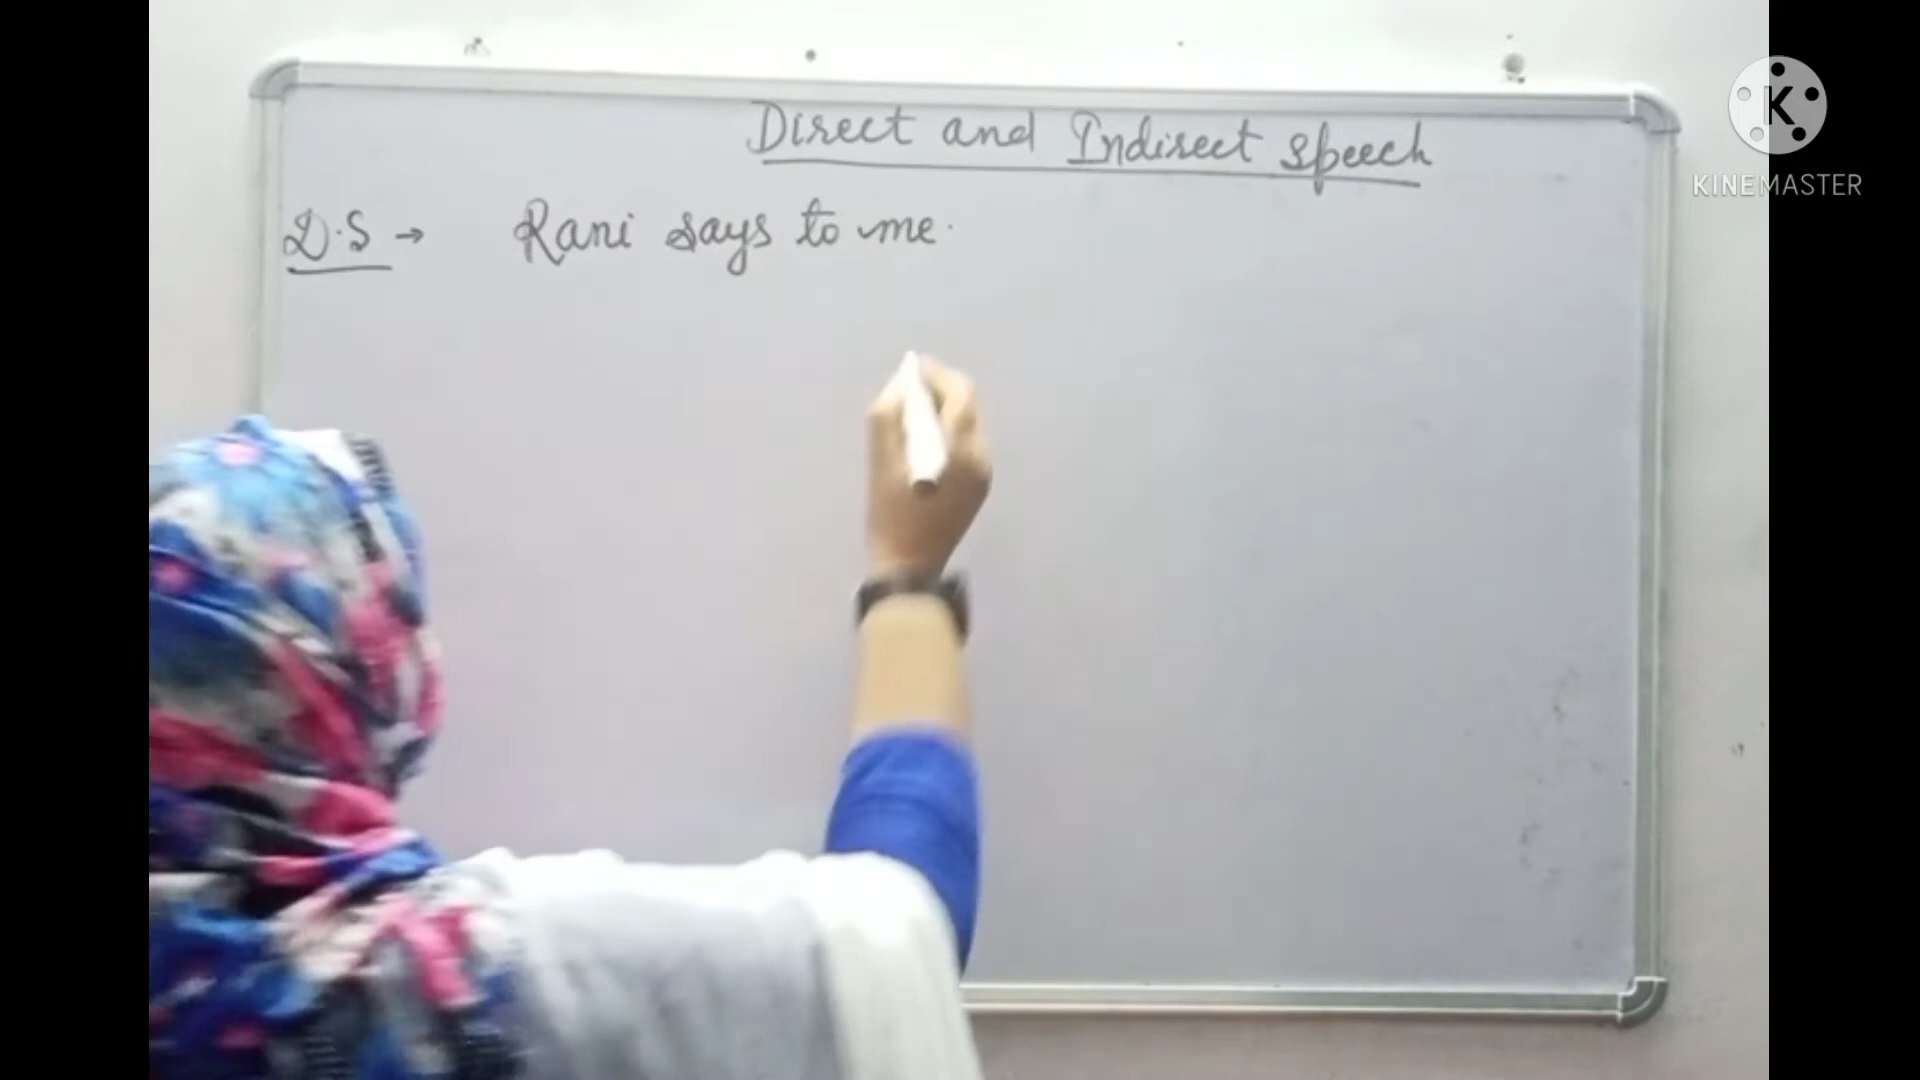 Direct and Indirect speech
D.S → Rani says to me.
K
KINEMASTER